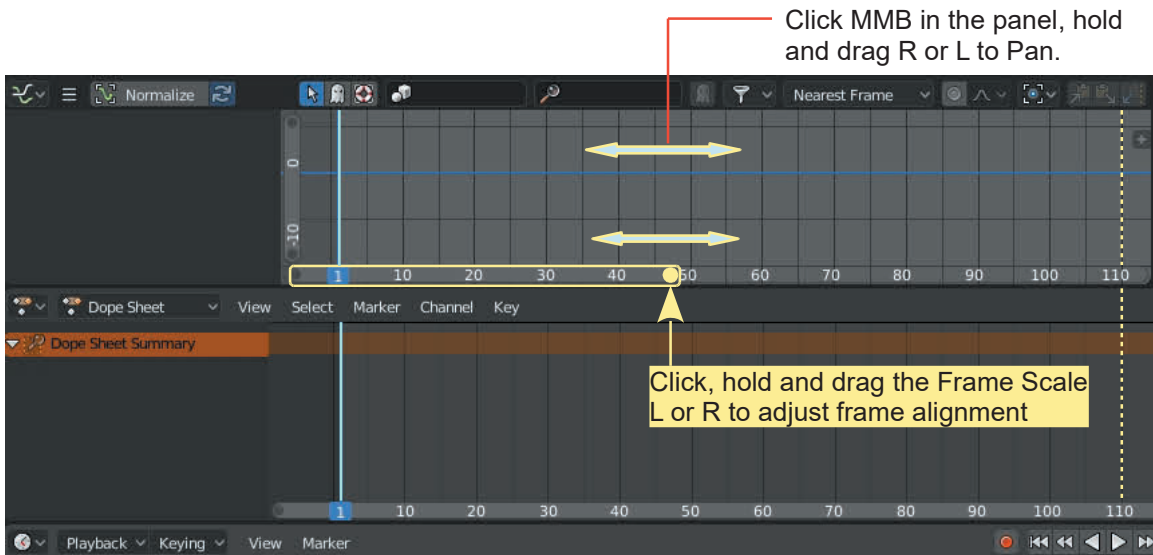 Click MMB in the panel, hold
and drag R or L to Pan.
Normalize
Nearest Frame
0
-10
1 10 20 30 40 50 60 70 80 90 100 110
Dope Sheet View Select Marker Channel Key
Dope Sheet Summary
Click, hold and drag the Frame Scale
L or R to adjust frame alignment
1 10 20 30 40 50 60 70 80 90 100 110
Playback Keying View Marker